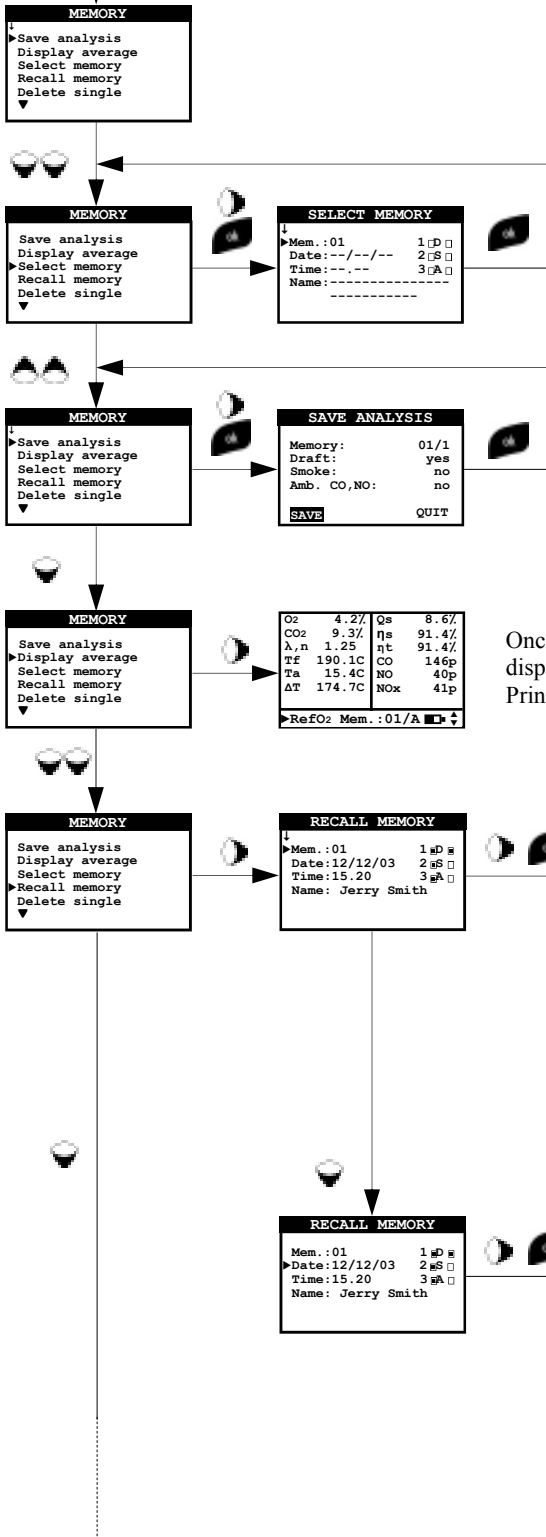 MEMORY
Save analysis
Display average
Select memory
Recall memory
Delete single
MEMORY
Save analysis
Display average
Select memory
Recall memory
Delete single
ok
SELECT MEMORY
Mem.:01 1 D
Date:--/--/-- 2 S
Time:--.-- 3 A
Name:---------------
-----------
ok
MEMORY
Save analysis
Display average
Select memory
Recall memory
Delete single
ok
SAVE ANALYSIS
Memory: 01/1
Draft: yes
Smoke: no
Amb. CO,NO: no
SAVE QUIT
ok
MEMORY
Save analysis
Display average
Select memory
Recall memory
Delete single
O2 4.2% Qs 8.6%
CO2 9.3% ηs 91.4%
λ,n 1.25 ηt 91.4%
Tf 190.1C CO 146p
Ta 15.4C NO 40p
ΔT 174.7C NOx 41p
RefO2 Mem.:01/A
Onc
disp
Prin
MEMORY
Save analysis
Display average
Select memory
Recall memory
Delete single
RECALL MEMORY
Mem.:01 1 D
Date:12/12/03 2 S
Time:15.20 3 A
Name: Jerry Smith
RECALL MEMORY
Mem.:01 1 D
Date:12/12/03 2 S
Time:15.20 3 A
Name: Jerry Smith